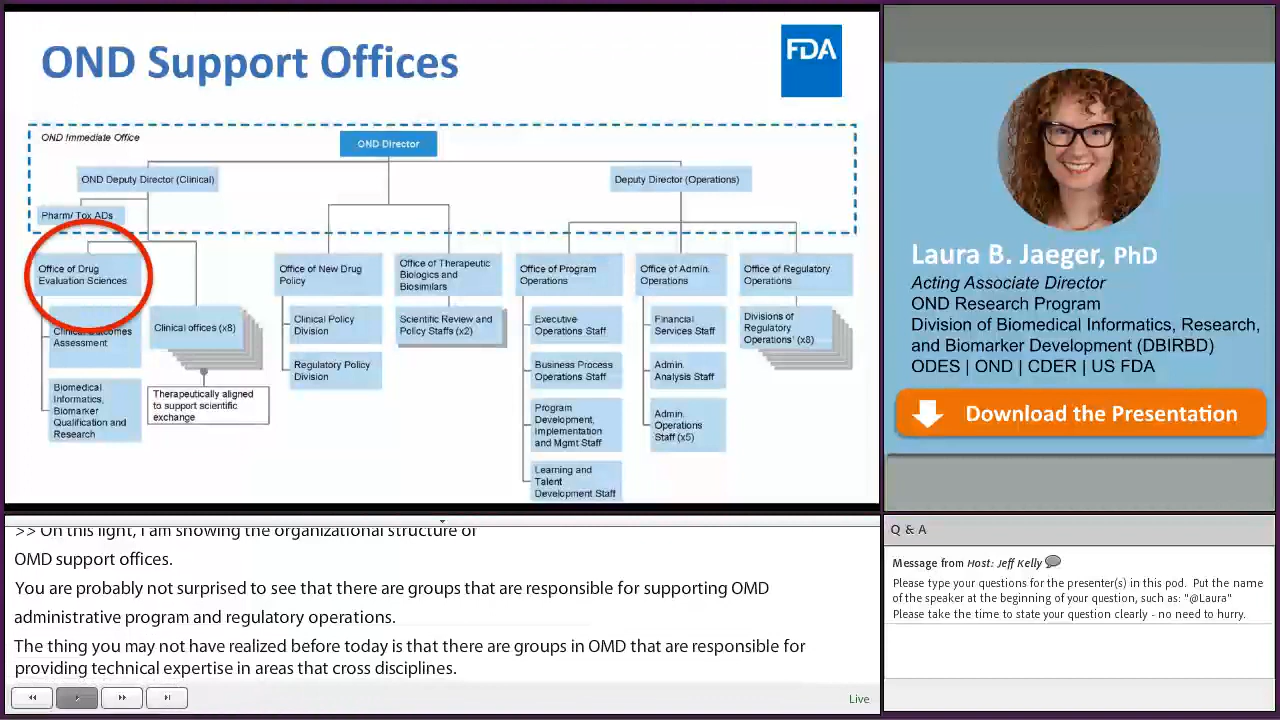 OND Support Offices
FDA
OND Immediate Office
OND Director
OND Deputy Director (Clinical)
Deputy Director (Operations)
Pharm/ Tox ADs
Office of Drug
Evaluation Sciences
Clinical Outcomes
Assessment
Biomedical
Informatics,
Biomarker
Qualification and
Research
Clinical offices (x8)
Therapeutically aligned
to support scientific
exchange
Office of New Drug
Policy
Clinical Policy
Division
Regulatory Policy
Division
Office of Therapeutic
Biologics and
Biosimilars
Scientific Review and
Policy Staffs (x2)
Office of Program
Operations
Executive
Operations Staff
Business Process
Operations Staff
Program
Development,
Implementation
and Mgmt Staff
Learning and
Talent
Development Staff
Office of Admin.
Operations
Financial
Services Staff
Admin.
Analysis Staff
Admin.
Operations
Staff (x5)
Office of Regulatory
Operations
Divisions of
Regulatory
Operations¹ (x8)
Laura B. Jaeger, PhD
Acting Associate Director
OND Research Program
Division of Biomedical Informatics, Research,
and Biomarker Development (DBIRBD)
ODES | OND | CDER | US FDA
Download the Presentation
>> On this light, I am showing the organizational structure of
OMD support offices.
You are probably not surprised to see that there are groups that are responsible for supporting OMD
administrative program and regulatory operations.
The thing you may not have realized before today is that there are groups in OMD that are responsible for
providing technical expertise in areas that cross disciplines.
Live
Q & A
Message from Host: Jeff Kelly
Please type your questions for the presenter(s) in this pod. Put the name
of the speaker at the beginning of your question, such as: "@Laura"
Please take the time to state your question clearly - no need to hurry.